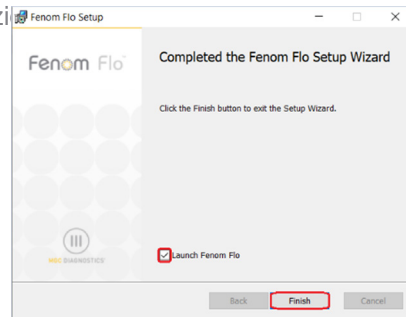 Fenom Flo Setup
Fenom Flo
Completed the Fenom Flo Setup Wizard
Click the Finish button to exit the Setup Wizard.
Launch Fenom Flo
DIAGNOSTICS
Back
Finish
Cancel